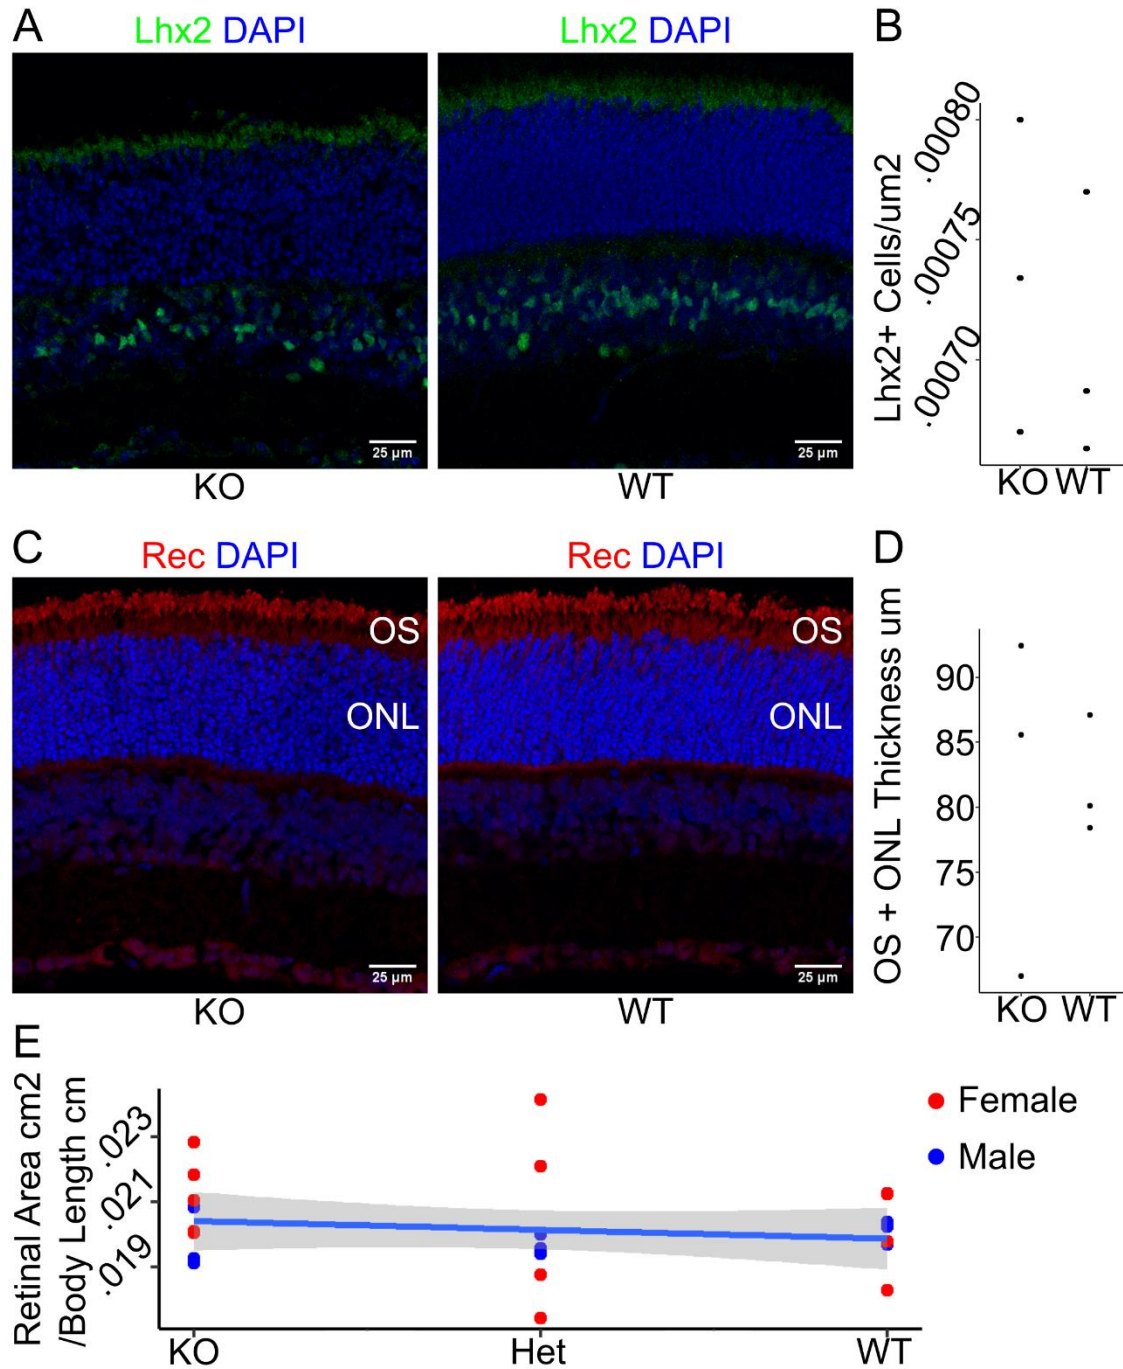 A
Lhx2 DAPI
Lhx2 DAPI
25 µm
25 µm
KO
WT
B
Lhx2+ Cells/um2
.00080
.00075
.00070
KO WT
C
Rec DAPI
Rec DAPI
OS
ONL
OS
ONL
25 µm
25 µm
KO
WT
D
OS + ONL Thickness um
90
85
80
75
70
KO WT
E
Retinal Area cm2
/Body Length cm
.023
.021
.019
KO
Het
WT
Female
Male